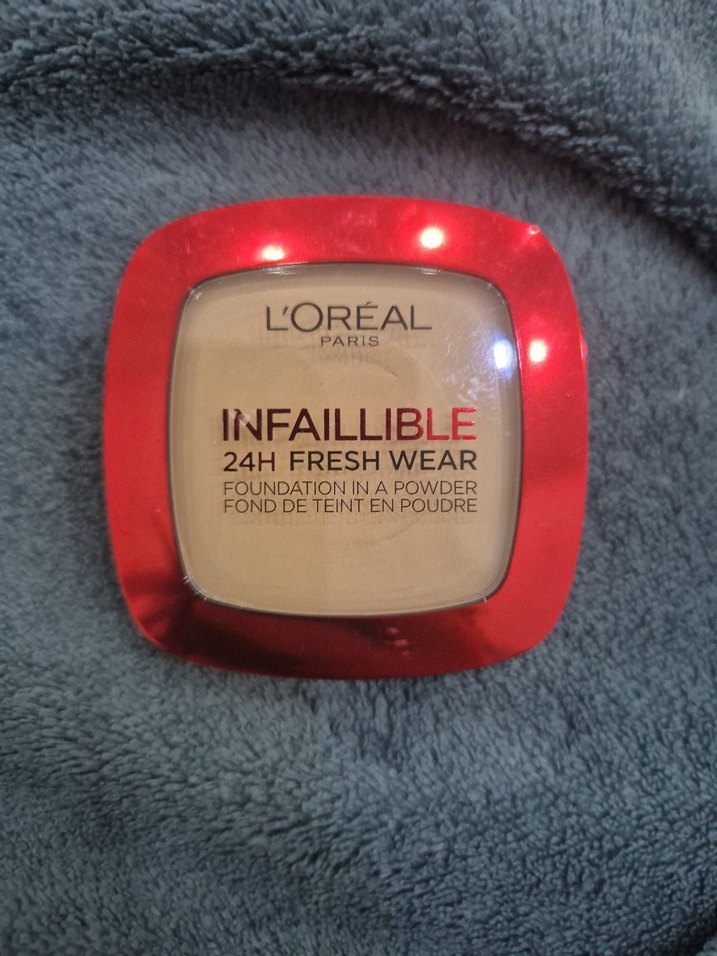 L'ORÉAL
PARIS
INFAILLIBLE
24H FRESH WEAR
FOUNDATION IN A POWDER
FOND DE TEINT EN POUDRE